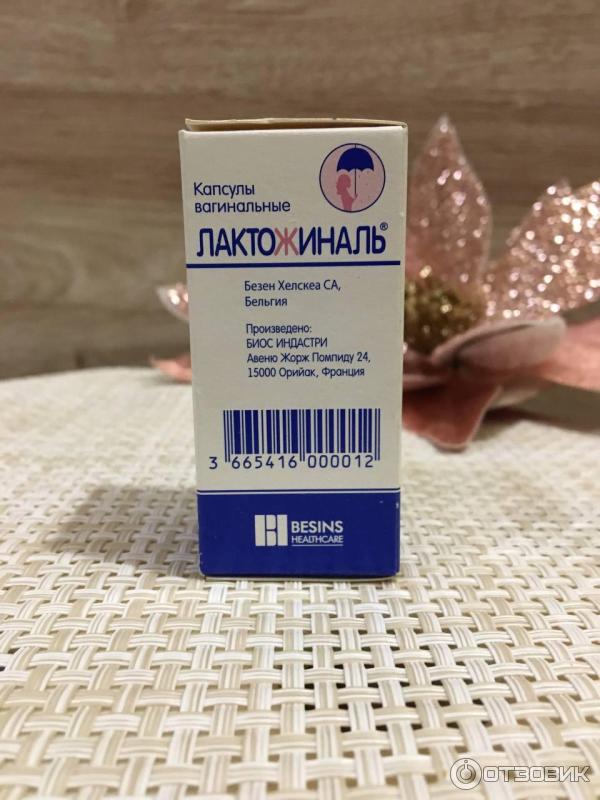 Капсулы
вагинальные
ЛАКТОЖИНАЛЬ®
Безен Хелскеа СА,
Бельгия
Произведено:
БИОС ИНДАСТРИ
Авеню Жорж Помпиду 24,
15000 Орийак, Франция
3 665416 000012
BESINS
HEALTHCARE
ОТЗОВИК